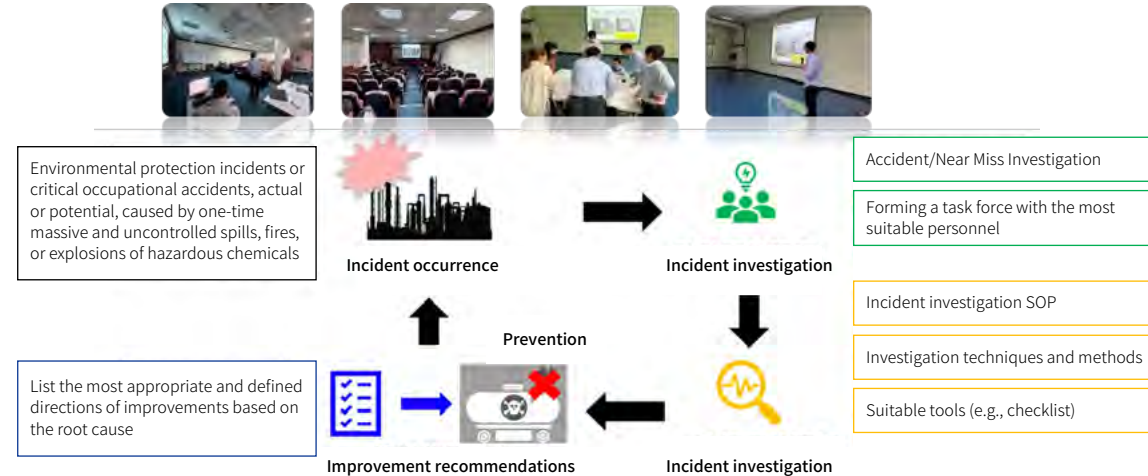 Environmental protection incidents or
critical occupational accidents, actual
or potential, caused by one-time
massive and uncontrolled spills, fires,
or explosions of hazardous chemicals
Incident occurrence
Incident investigation
Accident/Near Miss Investigation
Forming a task force with the most
suitable personnel
Incident investigation SOP
Investigation techniques and methods
Suitable tools (e.g., checklist)
Prevention
List the most appropriate and defined
directions of improvements based on
the root cause
Improvement recommendations
Incident investigation